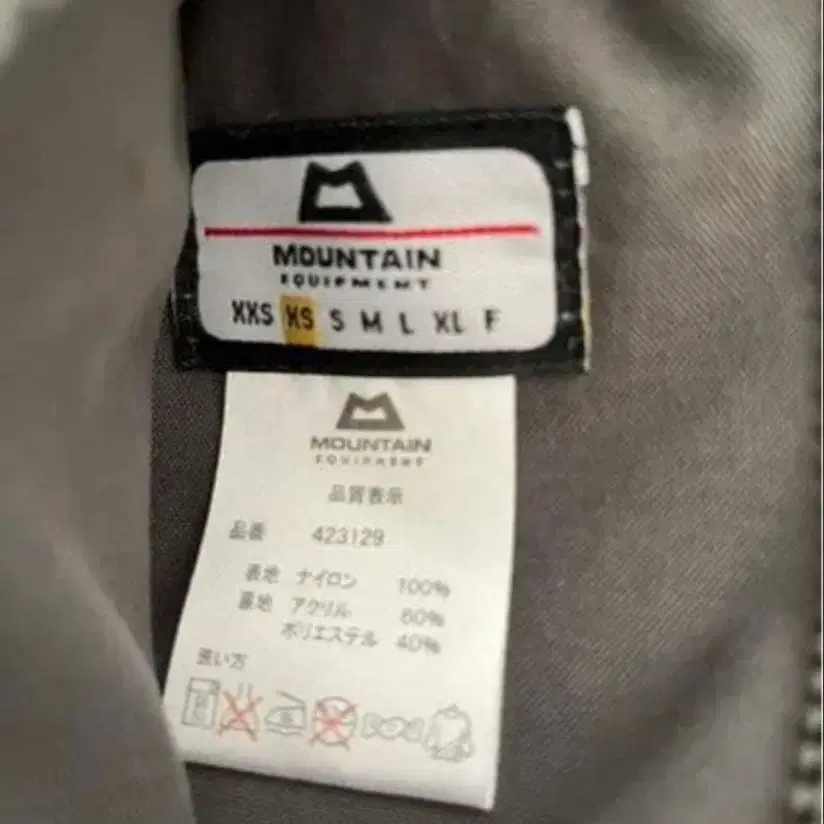 MOUNTAIN
EQUIPMENT
XXS XS S M L XL F
MOUNTAIN
EQUIPMENT
品質表示
品番 423129
表地 ナイロン 100%
裏地 アクリル 60%
ポリエステル 40%
洗い方